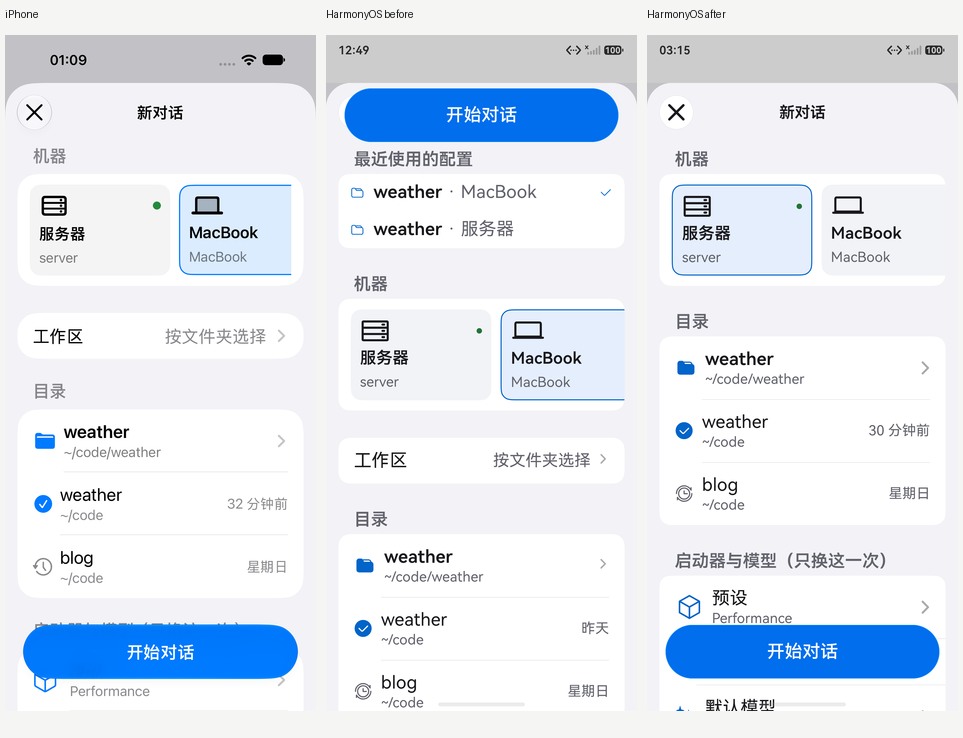 iPhone
01:09
新对话
机器
服务器
server
MacBook
MacBook
工作区
按文件夹选择
目录
weather
~/code/weather
weather
~/code
32 分钟前
blog
~/code
星期日
开始对话
Performance
HarmonyOS before
12:49
100
开始对话
最近使用的配置
weather · MacBook
weather · 服务器
机器
服务器
server
MacBook
MacBook
工作区
按文件夹选择
目录
weather
~/code/weather
weather
~/code
昨天
blog
~/code
星期日
HarmonyOS after
03:15
100
新对话
机器
服务器
server
MacBook
MacBook
目录
weather
~/code/weather
weather
~/code
30 分钟前
blog
~/code
星期日
启动器与模型（只换这一次）
预设
Performance
开始对话
默认模型